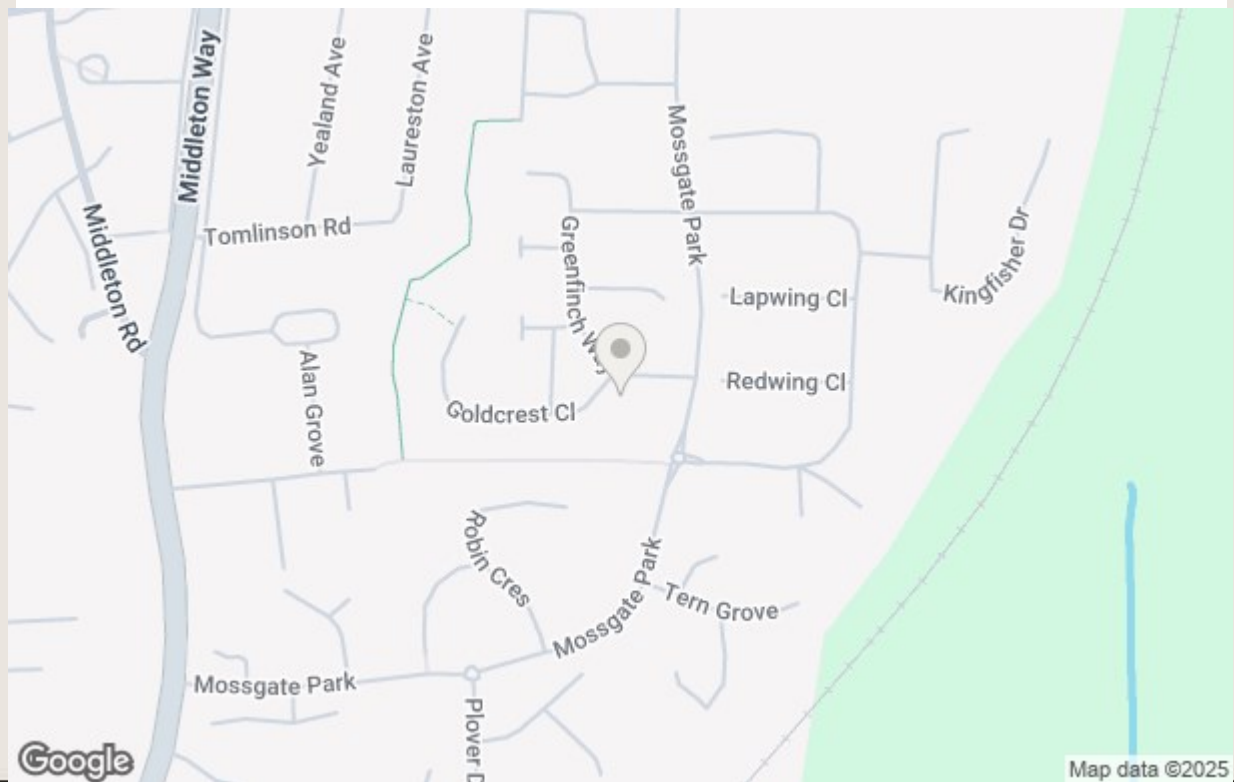 Middleton Way
Yealand Ave
Laureston Ave
Mossgate Park
Middleton Rd
Tomlinson Rd
Greenfinch Way
Kingfisher Dr
Lapwing Cl
Alan Grove
Redwing Cl
Goldcrest Cl
Robin Cres
Mossgate Park
Tern Grove
Mossgate Park
Plover D
Google
Map data ©2025